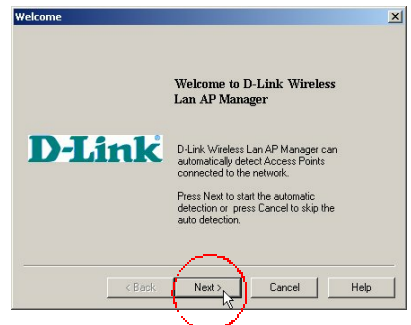 Welcome
Welcome to D-Link Wireless
Lan AP Manager
D-Link
D-Link Wireless Lan AP Manager can
automatically detect Access Points
connected to the network.
Press Next to start the automatic
detection or press Cancel to skip the
auto detection.
< Back Next > Cancel Help